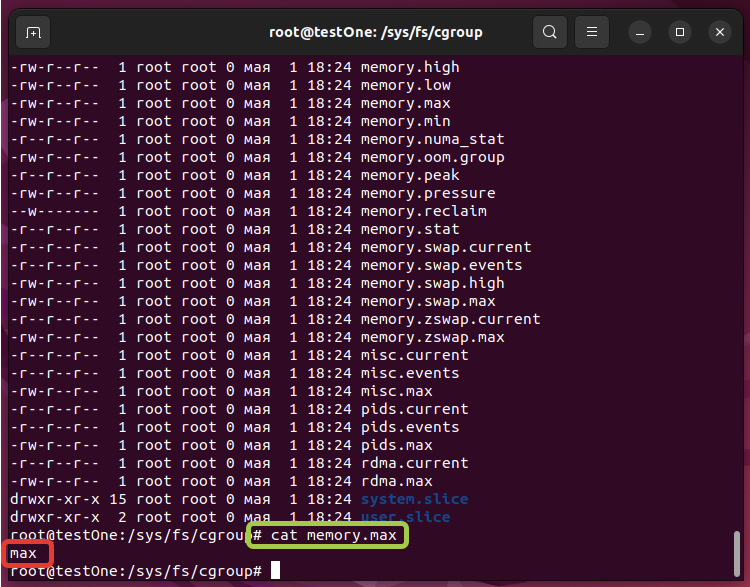 root@testOne: /sys/fs/cgroup
-rw-r--r--  1 root root 0 мая  1 18:24 memory.high
-rw-r--r--  1 root root 0 мая  1 18:24 memory.low
-rw-r--r--  1 root root 0 мая  1 18:24 memory.max
-rw-r--r--  1 root root 0 мая  1 18:24 memory.min
-r--r--r--  1 root root 0 мая  1 18:24 memory.numa_stat
-rw-r--r--  1 root root 0 мая  1 18:24 memory.oom.group
-r--r--r--  1 root root 0 мая  1 18:24 memory.peak
-rw-r--r--  1 root root 0 мая  1 18:24 memory.pressure
--w-------  1 root root 0 мая  1 18:24 memory.reclaim
-r--r--r--  1 root root 0 мая  1 18:24 memory.stat
-r--r--r--  1 root root 0 мая  1 18:24 memory.swap.current
-r--r--r--  1 root root 0 мая  1 18:24 memory.swap.events
-rw-r--r--  1 root root 0 мая  1 18:24 memory.swap.high
-rw-r--r--  1 root root 0 мая  1 18:24 memory.swap.max
-r--r--r--  1 root root 0 мая  1 18:24 memory.zswap.current
-rw-r--r--  1 root root 0 мая  1 18:24 memory.zswap.max
-r--r--r--  1 root root 0 мая  1 18:24 misc.current
-r--r--r--  1 root root 0 мая  1 18:24 misc.events
-rw-r--r--  1 root root 0 мая  1 18:24 misc.max
-r--r--r--  1 root root 0 мая  1 18:24 pids.current
-r--r--r--  1 root root 0 мая  1 18:24 pids.events
-rw-r--r--  1 root root 0 мая  1 18:24 pids.max
-r--r--r--  1 root root 0 мая  1 18:24 rdma.current
-rw-r--r--  1 root root 0 мая  1 18:24 rdma.max
drwxr-xr-x 15 root root 0 мая  1 18:24 system.slice
drwxr-xr-x  2 root root 0 мая  1 18:24 user.slice
root@testOne:/sys/fs/cgroup# cat memory.max
max
root@testOne:/sys/fs/cgroup#